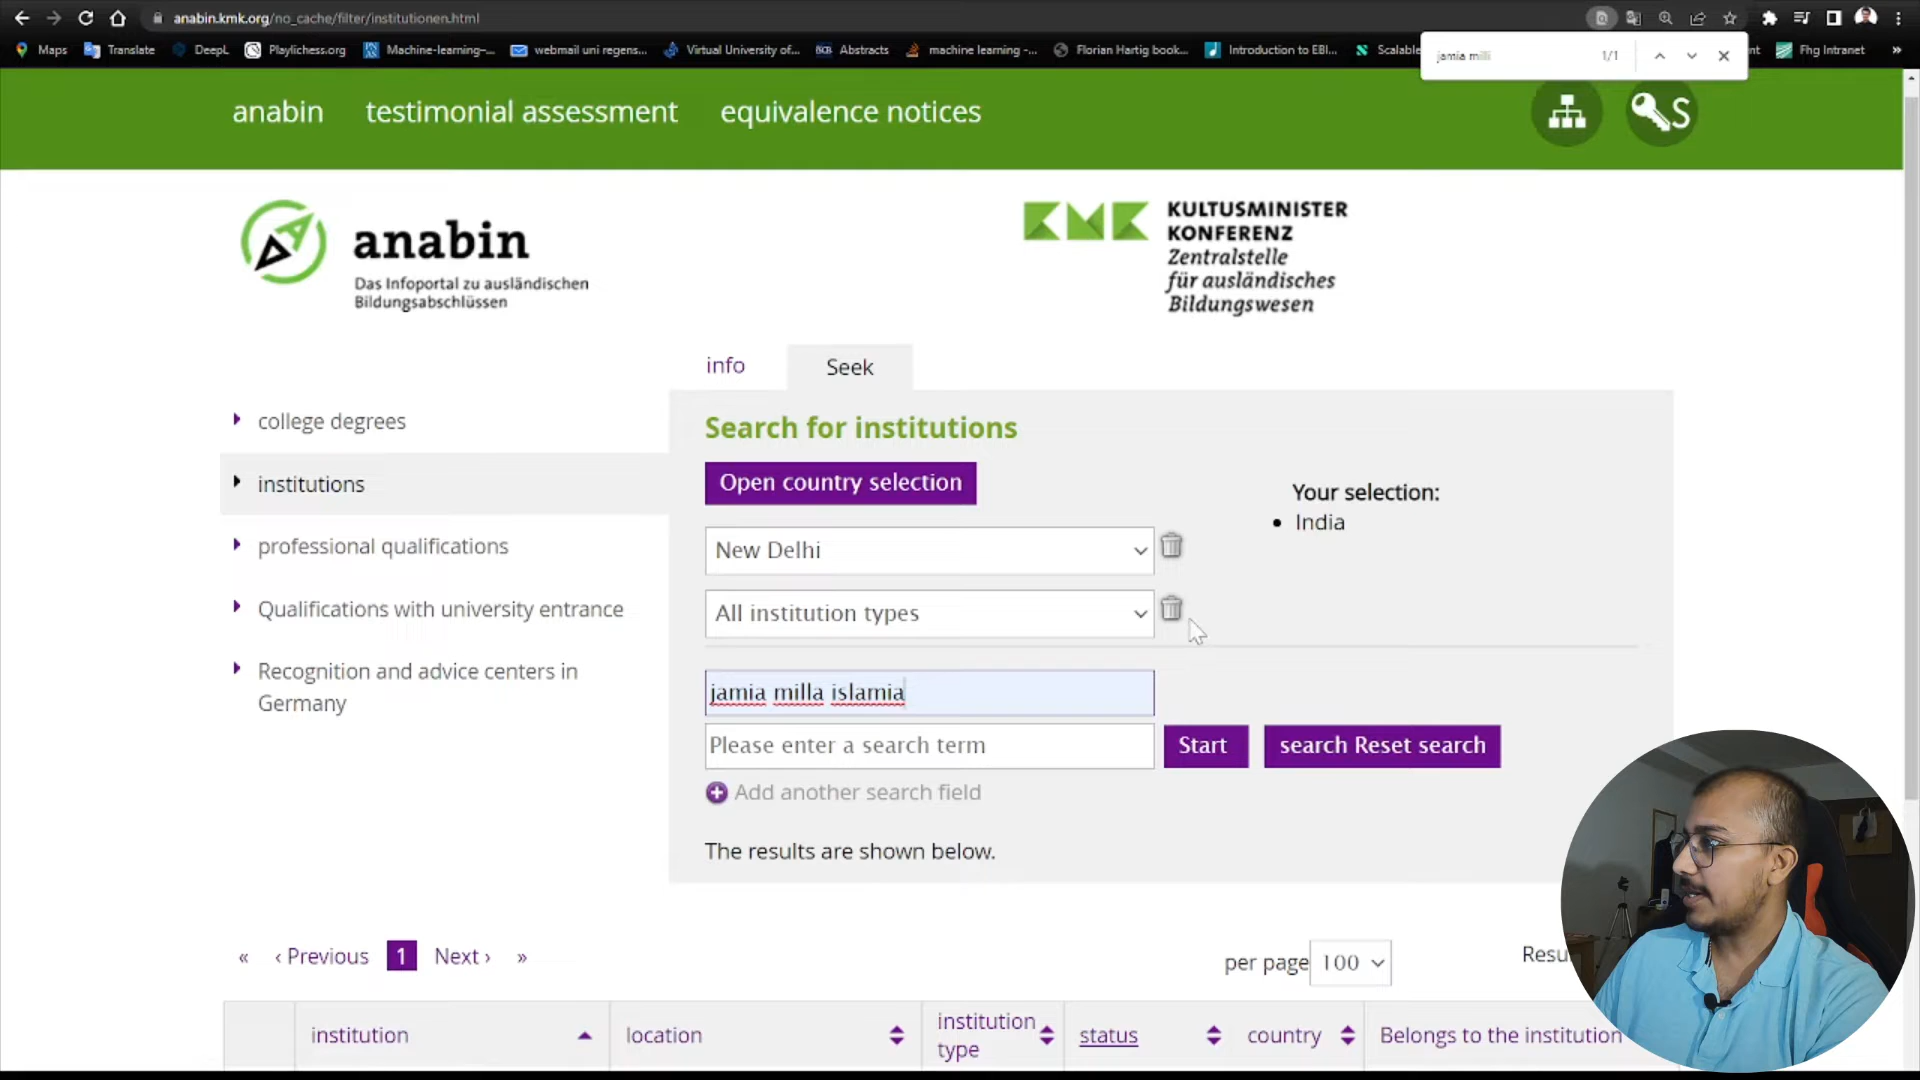 anabin.kmk.org/no_cache/filter/institutionen.html
Maps
Translate
DeepL
Playlichess.org
Machine-learning-...
webmail uni regens...
Virtual University of...
Abstracts
machine learning -...
Florian Hartig book...
Introduction to EBI...
Scalable
Fhg Intranet
»
jamia milli
1/1
anabin
testimonial assessment
equivalence notices
S
anabin
Das Infoportal zu ausländischen
Bildungsabschlüssen
KMK
KULTUSMINISTER
KONFERENZ
Zentralstelle
für ausländisches
Bildungswesen
info
Seek
college degrees
institutions
professional qualifications
Qualifications with university entrance
Recognition and advice centers in
Germany
Search for institutions
Open country selection
Your selection:
• India
New Delhi
All institution types
jamia milla islamia
Please enter a search term
Start
search Reset search
Add another search field
The results are shown below.
« ‹ Previous 1 Next › »
per page 100
institution
location
institution
type
status
country
Belongs to the institution